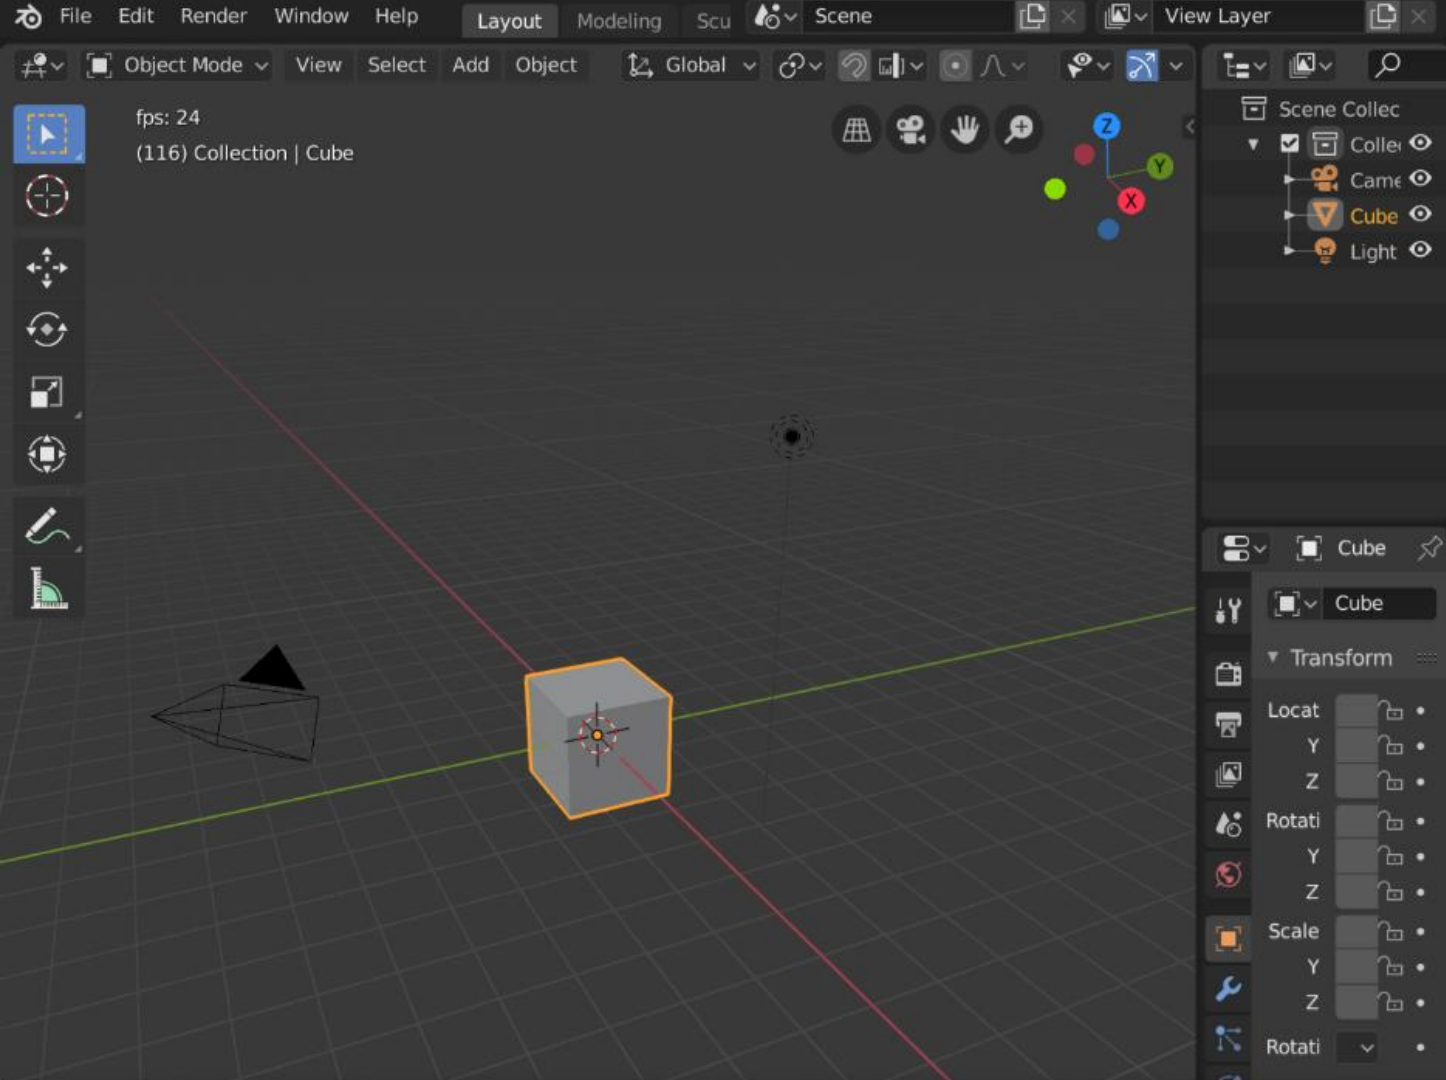 File Edit Render Window Help Layout Modeling Scu Scene View Layer
Object Mode View Select Add Object Global
fps: 24
(116) Collection | Cube
Z
Y
X
Scene Collec
Colle
Came
Cube
Light
Cube
Cube
Transform
Locat
Y
Z
Rotati
Y
Z
Scale
Y
Z
Rotati